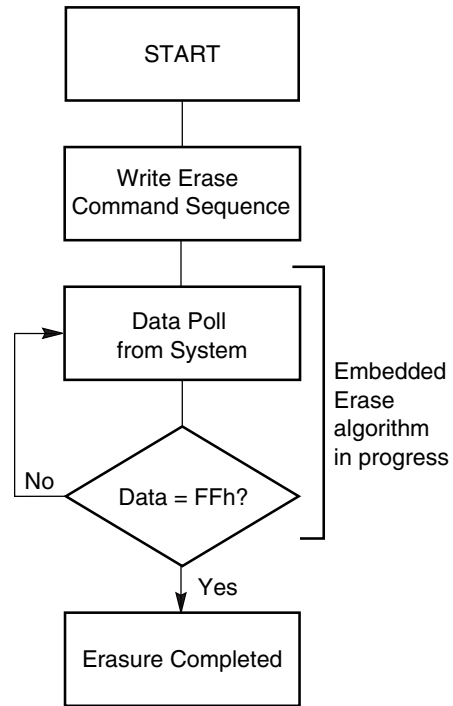 START
Write Erase
Command Sequence
Data Poll
from System
Embedded
Erase
algorithm
in progress
No
Data = FFh?
Yes
Erasure Completed